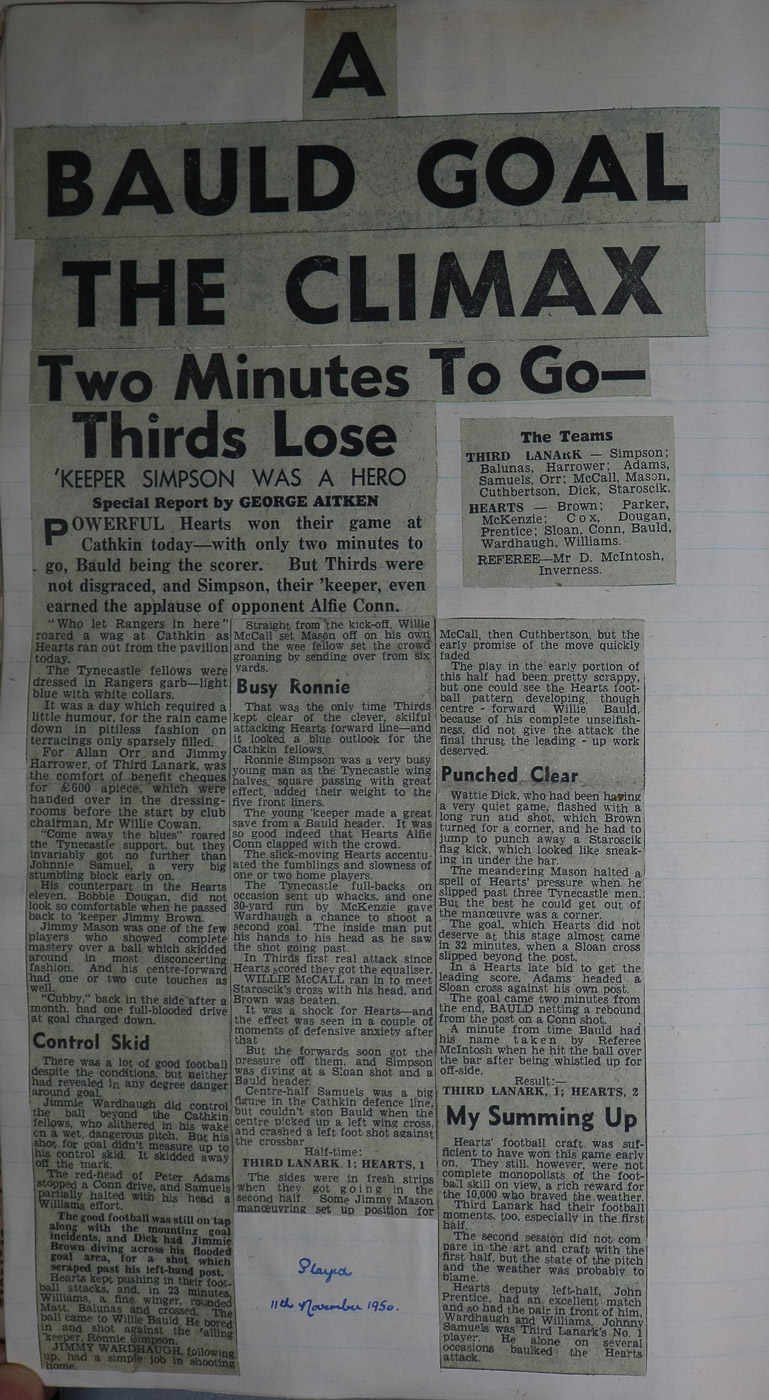 A
BAULD GOAL
THE CLIMAX
Two Minutes To Go—
Thirds Lose
'KEEPER SIMPSON WAS A HERO
Special Report by GEORGE AITKEN
POWERFUL Hearts won their game at
Cathkin today—with only two minutes to
go, Bauld being the scorer. But Thirds were
not disgraced, and Simpson, their 'keeper, even
earned the applause of opponent Alfie Conn.
The Teams
THIRD LANARK — Simpson;
Balunas, Harrower; Adams,
Samuels, Orr; McCall, Mason,
Cuthbertson, Dick, Staroscik.
HEARTS — Brown; Parker,
McKenzie; Cox, Dougan,
Prentice; Sloan, Conn, Bauld,
Wardhaugh, Williams.
REFEREE—Mr D. McIntosh,
Inverness.
"Who let Rangers in here"
roared a wag at Cathkin as
Hearts ran out from the pavilion
today.
The Tynecastle fellows were
dressed in Rangers garb—light
blue with white collars.
It was a day which required a
little humour, for the rain came
down in pitiless fashion on
terracings only sparsely filled.
For Allan Orr and Jimmy
Harrower, of Third Lanark, was
the comfort of benefit cheques
for £600 apiece, which were
handed over in the dressing-
rooms before the start by club
chairman, Mr Willie Cowan.
"Come away the blues" roared
the Tynecastle support, but they
invariably got no further than
Johnnie Samuel, a very big
stumbling block early on.
His counterpart in the Hearts
eleven, Bobbie Dougan, did not
look so comfortable when he passed
back to 'keeper Jimmy Brown.
Jimmy Mason was one of the few
players who showed complete
mastery over a ball which skidded
around in most disconcerting
fashion. And his centre-forward
had one or two cute touches as
well.
"Cubby," back in the side after a
month, had one full-blooded drive
at goal charged down.
Control Skid
There was a lot of good football
despite the conditions, but neither
had revealed in any degree danger
around goal.
Jimmie Wardhaugh did control
the ball beyond the Cathkin
fellows, who slithered in his wake
on a wet, dangerous pitch. But his
shot for goal didn't measure up to
his control skid. It skidded away
off the mark.
The red-head of Peter Adams
stopped a Conn drive, and Samuels
partially halted with his head a
Williams effort.
The good football was still on tap
along with the mounting goal
incidents, and Dick had Jimmie
Brown diving across his flooded
goal area, for a shot which
scraped past his left-hand post.
Hearts kept pushing in their foot-
ball attacks, and, in 23 minutes,
Williams, a fine winger, rounded
Matt. Balunas and crossed. The
ball came to Willie Bauld. He bored
in and shot against the 'alling
'keeper, Ronnie Simpson.
JIMMY WARDHAUGH, following
up, had a simple job in shooting
home.
Straight from the kick-off, Willie
McCall set Mason off on his own
and the wee fellow set the crowd
groaning by sending over from six
yards.
Busy Ronnie
That was the only time Thirds
kept clear of the clever, skilful
attacking Hearts forward line—and
it looked a blue outlook for the
Cathkin fellows.
Ronnie Simpson was a very busy
young man as the Tynecastle wing
halves, square passing with great
effect, added their weight to the
five front liners.
The young 'keeper made a great
save from a Bauld header. It was
so good indeed that Hearts Alfie
Conn clapped with the crowd.
The slick-moving Hearts accentu-
ated the fumblings and slowness of
one or two home players.
The Tynecastle full-backs on
occasion sent up whacks, and one
30-yard run by McKenzie gave
Wardhaugh a chance to shoot a
second goal. The inside man put
his hands to his head as he saw
the shot going past.
In Thirds first real attack since
Hearts scored they got the equaliser.
WILLIE McCALL ran in to meet
Staroscik's cross with his head, and
Brown was beaten.
It was a shock for Hearts—and
the effect was seen in a couple of
moments of defensive anxiety after
that
But the forwards soon got the
pressure off them, and Simpson
was diving at a Sloan shot and a
Bauld header.
Centre-half Samuels was a big
figure in the Cathkin defence line,
but couldn't stop Bauld when the
centre picked up a left wing cross,
and crashed a left foot shot against
the crossbar.
Half-time:
THIRD LANARK, 1; HEARTS, 1
The sides were in fresh strips
when they got going in the
second half. Some Jimmy Mason
manœuvring set up position for
McCall, then Cuthbertson, but the
early promise of the move quickly
faded
The play in the early portion of
this half had been pretty scrappy,
but one could see the Hearts foot-
ball pattern developing, though
centre - forward Willie Bauld,
because of his complete unselfish-
ness, did not give the attack the
final thrust the leading - up work
deserved.
Punched Clear
Wattie Dick, who had been having
a very quiet game, flashed with a
long run and shot, which Brown
turned for a corner, and he had to
jump to punch away a Staroscik
flag kick, which looked like sneak-
ing in under the bar.
The meandering Mason halted a
spell of Hearts' pressure when he
slipped past three Tynecastle men.
But the best he could get out of
the manœuvre was a corner.
The goal, which Hearts did not
deserve at this stage almost came
in 32 minutes, when a Sloan cross
slipped beyond the post.
In a Hearts late bid to get the
leading score, Adams headed a
Sloan cross against his own post.
The goal came two minutes from
the end, BAULD netting a rebound
from the post on a Conn shot.
A minute from time Bauld had
his name taken by Referee
McIntosh when he hit the ball over
the bar after being whistled up for
off-side.
Result:—
THIRD LANARK, 1; HEARTS, 2
My Summing Up
Hearts' football craft was suf-
ficient to have won this game early
on. They still, however, were not
complete monopolists of the foot-
ball skill on view, a rich reward for
the 10,000 who braved the weather.
Third Lanark had their football
moments, too, especially in the first
half.
The second session did not com
pare in the art and craft with the
first half, but the state of the pitch
and the weather was probably to
blame.
Hearts deputy left-half, John
Prentice, had an excellent match
and so had the pair in front of him,
Wardhaugh and Williams. Johnny
Samuels was Third Lanark's No. 1
player. He alone on several
occasions baulked the Hearts
attack.
Played
11th November 1950.